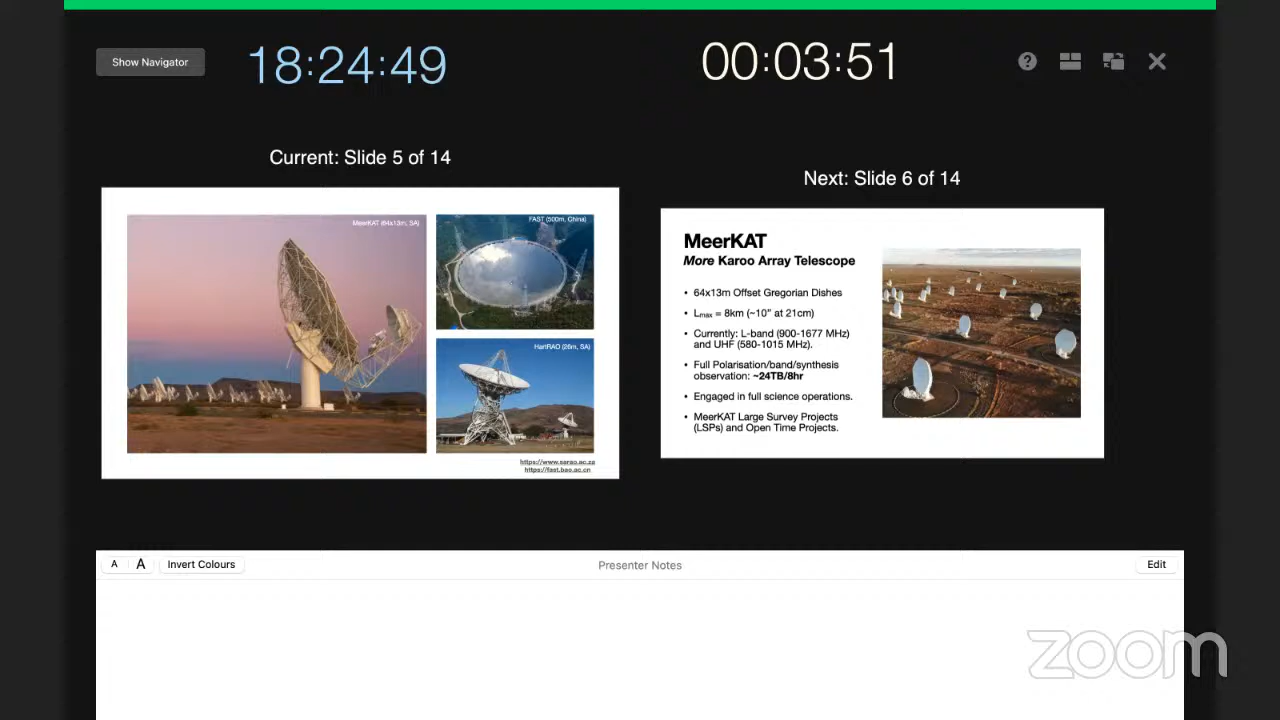 Show Navigator
18:24:49
00:03:51
?
Current: Slide 5 of 14
Next: Slide 6 of 14
MeerKAT (64x13m, SA)
FAST (500m, China)
HartRAO (26m, SA)
https://www.sarao.ac.za
https://fast.bao.ac.cn
MeerKAT
More Karoo Array Telescope
• 64x13m Offset Gregorian Dishes
• Lmax = 8km (~10" at 21cm)
• Currently: L-band (900-1677 MHz)
and UHF (580-1015 MHz).
• Full Polarisation/band/synthesis
observation: ~24TB/8hr
• Engaged in full science operations.
• MeerKAT Large Survey Projects
(LSPs) and Open Time Projects.
A A Invert Colours
Presenter Notes
Edit
zoom